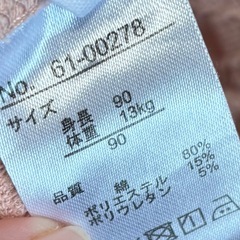 No. 61-00278
サイズ
身長 90
体重 13kg
90
品質 綿 80%
ポリエステル 15%
ポリウレタン 5%